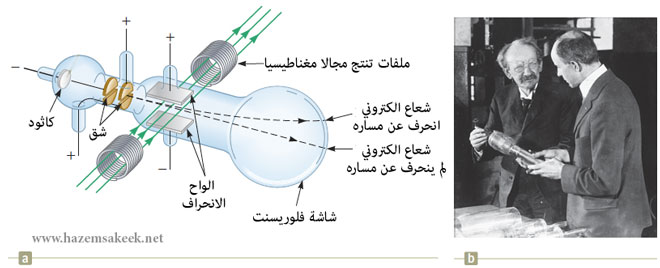 +
+
−
ملفات تنتج مجالا مغناطيسيا
كاثود
شق
+
−
شعاع الكتروني
انحرف عن مساره
شعاع الكتروني
لم ينحرف عن مساره
الواح
الانحراف
شاشة فلوريسنت
www.hazemsakeek.net
a
b